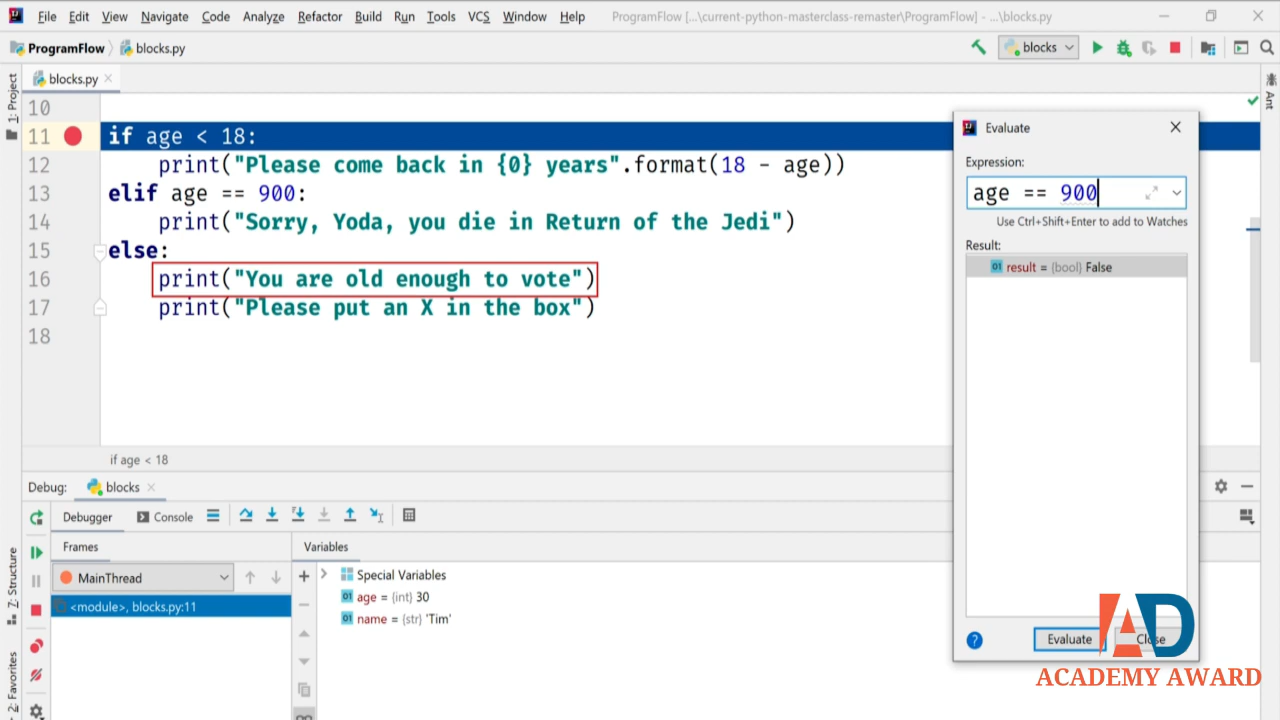 File Edit View Navigate Code Analyze Refactor Build Run Tools VCS Window Help ProgramFlow [...\current-python-masterclass-remaster\ProgramFlow] - ...\blocks.py
ProgramFlow blocks.py blocks
1: Project
blocks.py
Ant
10
11 if age < 18:
12 print("Please come back in {0} years".format(18 - age))
13 elif age == 900:
14 print("Sorry, Yoda, you die in Return of the Jedi")
15 else:
16 print("You are old enough to vote")
17 print("Please put an X in the box")
18
if age < 18
Evaluate
Expression:
age == 900
Use Ctrl+Shift+Enter to add to Watches
Result:
01 result = {bool} False
? Evaluate Close
Debug: blocks
Debugger Console
Frames Variables
MainThread
<module>, blocks.py:11
Special Variables
01 age = {int} 30
01 name = {str} 'Tim'
7: Structure
2: Favorites
AD
ACADEMY AWARD